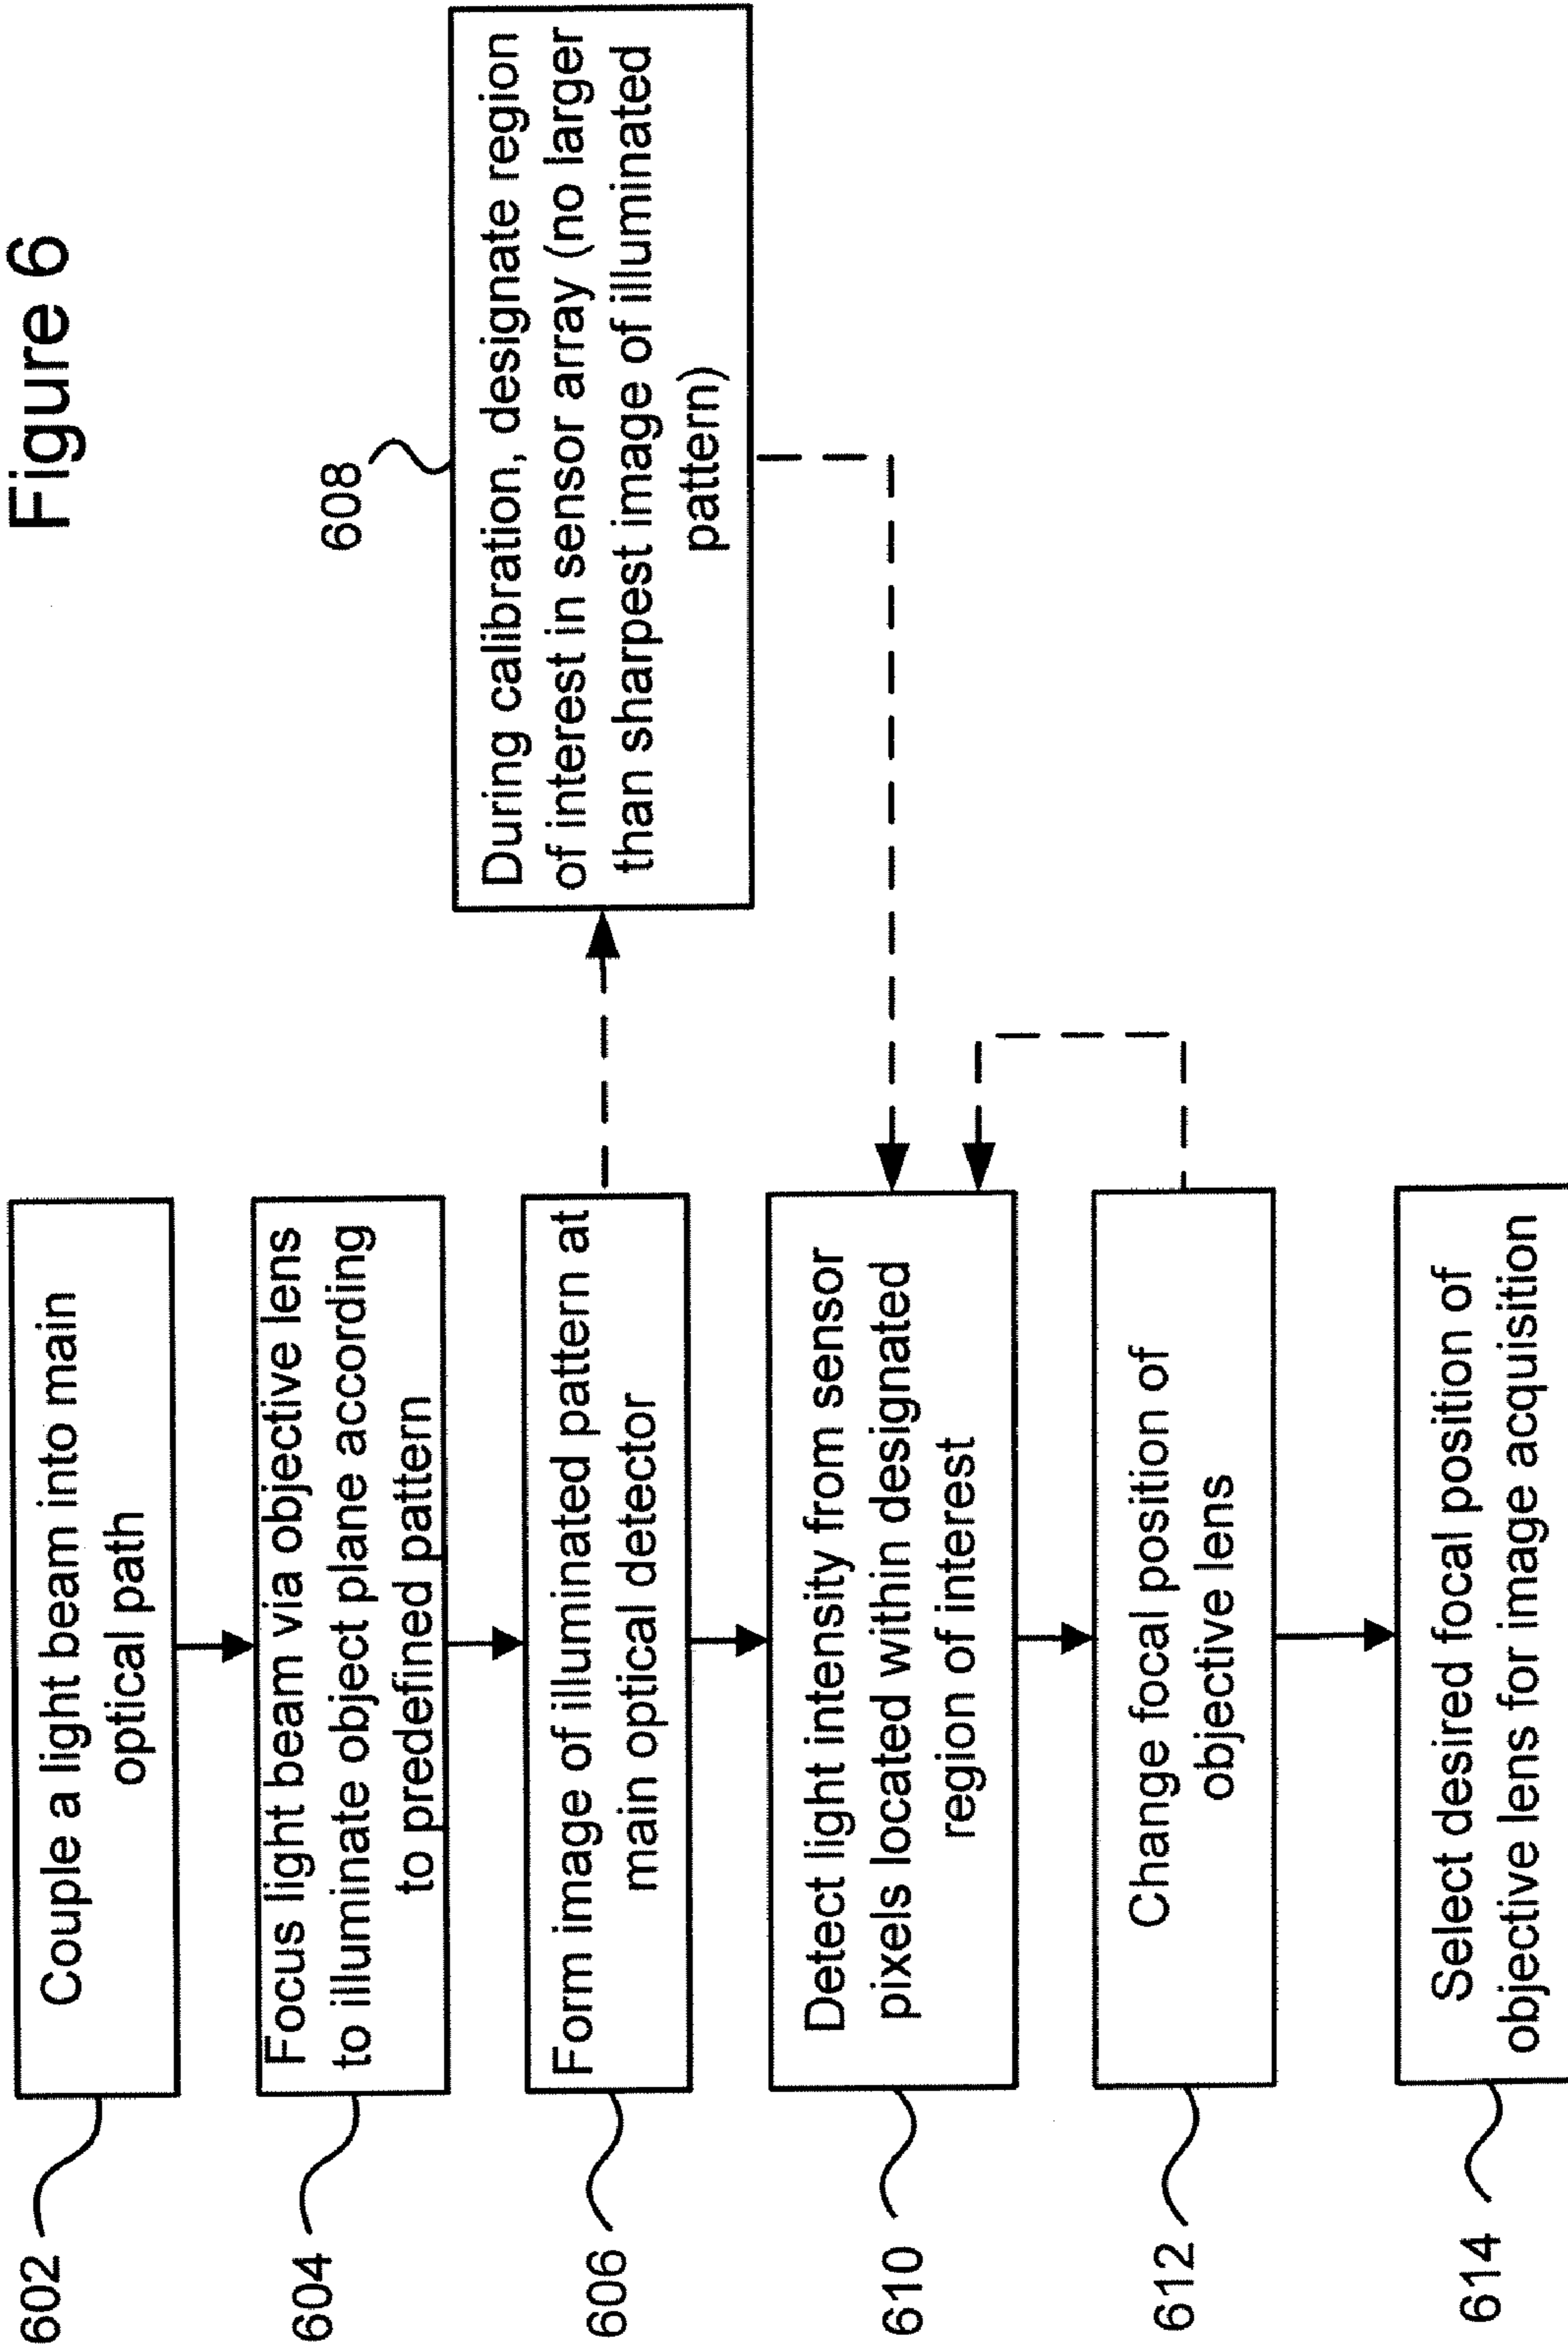 Figure 6
602
Couple a light beam into main
optical path
604
Focus light beam via objective lens
to illuminate object plane according
to predefined pattern
606
Form image of illuminated pattern at
main optical detector
608
During calibration, designate region
of interest in sensor array (no larger
than sharpest image of illuminated
pattern)
610
Detect light intensity from sensor
pixels located within designated
region of interest
612
Change focal position of
objective lens
614
Select desired focal position of
objective lens for image acquisition